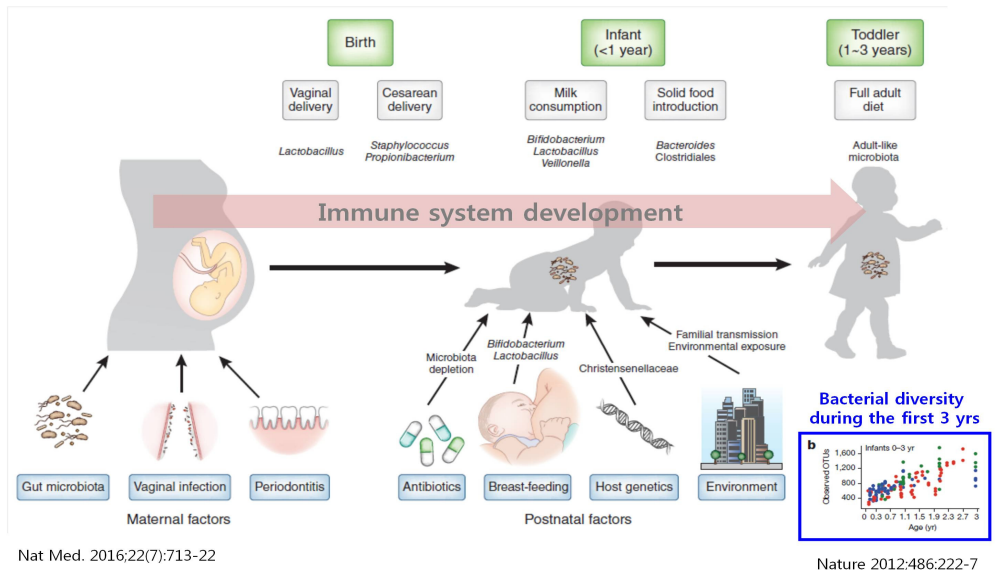 Birth
Infant
(<1 year)
Toddler
(1~3 years)
Vaginal
delivery
Cesarean
delivery
Milk
consumption
Solid food
introduction
Full adult
diet
Lactobacillus
Staphylococcus
Propionibacterium
Bifidobacterium
Lactobacillus
Veillonella
Bacteroides
Clostridiales
Adult-like
microbiota
Immune system development
Microbiota
depletion
Bifidobacterium
Lactobacillus
Christensenellaceae
Familial transmission
Environmental exposure
Gut microbiota
Vaginal infection
Periodontitis
Antibiotics
Breast-feeding
Host genetics
Environment
Maternal factors
Postnatal factors
Bacterial diversity
during the first 3 yrs
b
Infants 0–3 yr
Observed OTUs
1,600
1,200
800
400
0 0.3 0.7 1.1 1.5 1.9 2.3 2.7 3
Age (yr)
Nat Med. 2016;22(7):713-22
Nature 2012:486:222-7